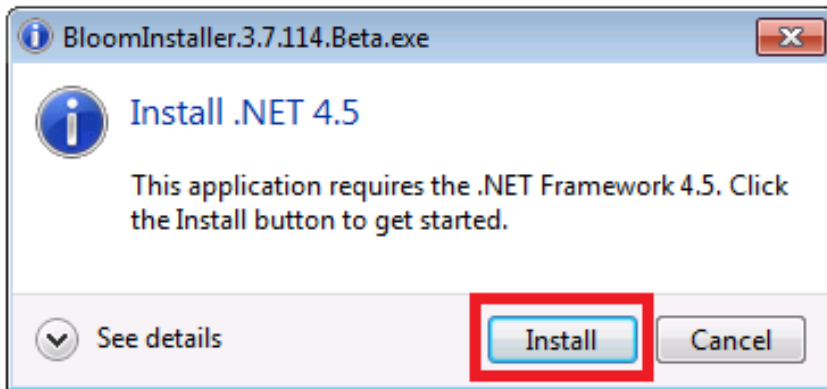 BloomInstaller.3.7.114.Beta.exe
Install .NET 4.5
This application requires the .NET Framework 4.5. Click
the Install button to get started.
See details
Install
Cancel